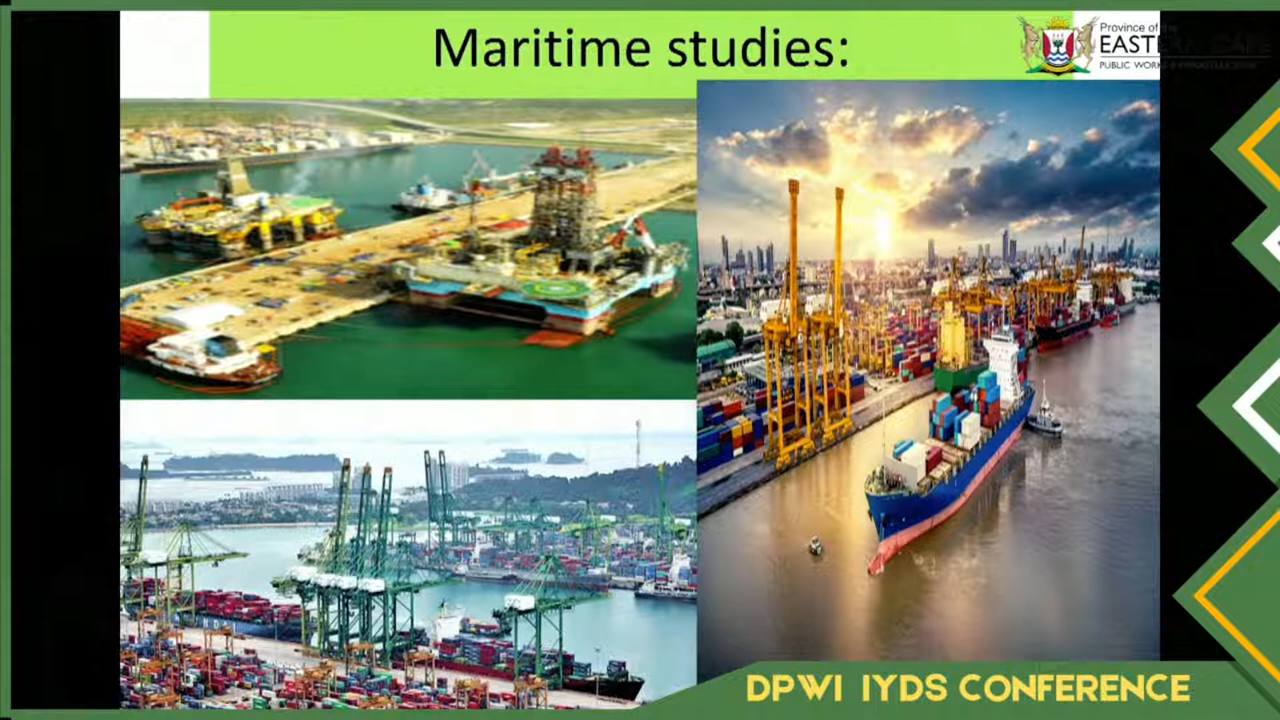 Maritime studies:
Province of the
EASTERN CAPE
PUBLIC WORKS & INFRASTRUCTURE
DPWI IYDS CONFERENCE